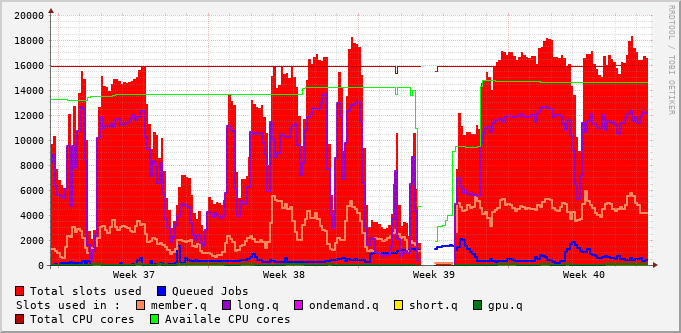 RRDTOOL / TOBI OETIKER
20000
18000
16000
14000
12000
10000
8000
6000
4000
2000
0
Week 37 Week 38 Week 39 Week 40
Total slots used Queued Jobs
Slots used in : member.q long.q ondemand.q short.q gpu.q
Total CPU cores Availale CPU cores